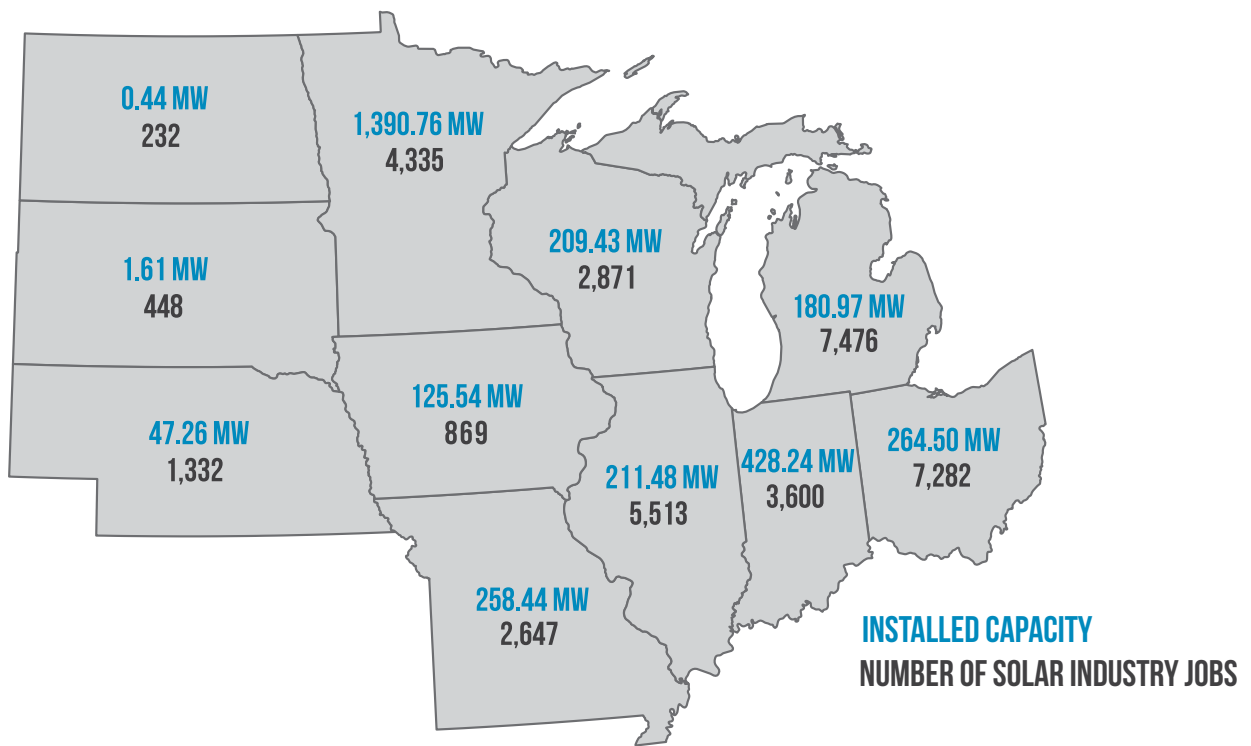 0.44 MW
232
1,390.76 MW
4,335
209.43 MW
2,871
1.61 MW
448
180.97 MW
7,476
125.54 MW
869
47.26 MW
1,332
211.48 MW
5,513
428.24 MW
3,600
264.50 MW
7,282
258.44 MW
2,647
INSTALLED CAPACITY
NUMBER OF SOLAR INDUSTRY JOBS